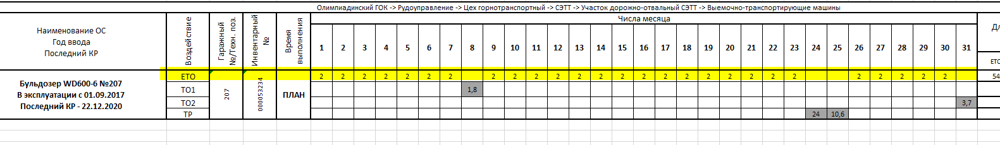 Олимпиадинский ГОК -> Рудоуправление -> Цех горнотранспортный -> СЭТТ -> Участок дорожно-отвальный СЭТТ -> Выемочно-транспортирующие машины
Наименование ОС
Год ввода
Последний КР
Воздействие
Гаражный
№/Техн. поз.
Инвентарный
№
Время
выполнения
Числа месяца
1 2 3 4 5 6 7 8 9 10 11 12 13 14 15 16 17 18 19 20 21 22 23 24 25 26 27 28 29 30 31
Дл
ЕТО
Бульдозер WD600-6 №207
В эксплуатации с 01.09.2017
Последний КР - 22.12.2020
207
000053234
ПЛАН
ЕТО 2 2 2 2 2 2 2 2 2 2 2 2 2 2 2 2 2 2 2 2 2 2 2 2 2 2 2 54
ТО1 1,8
ТО2 3,7
ТР 24 10,6